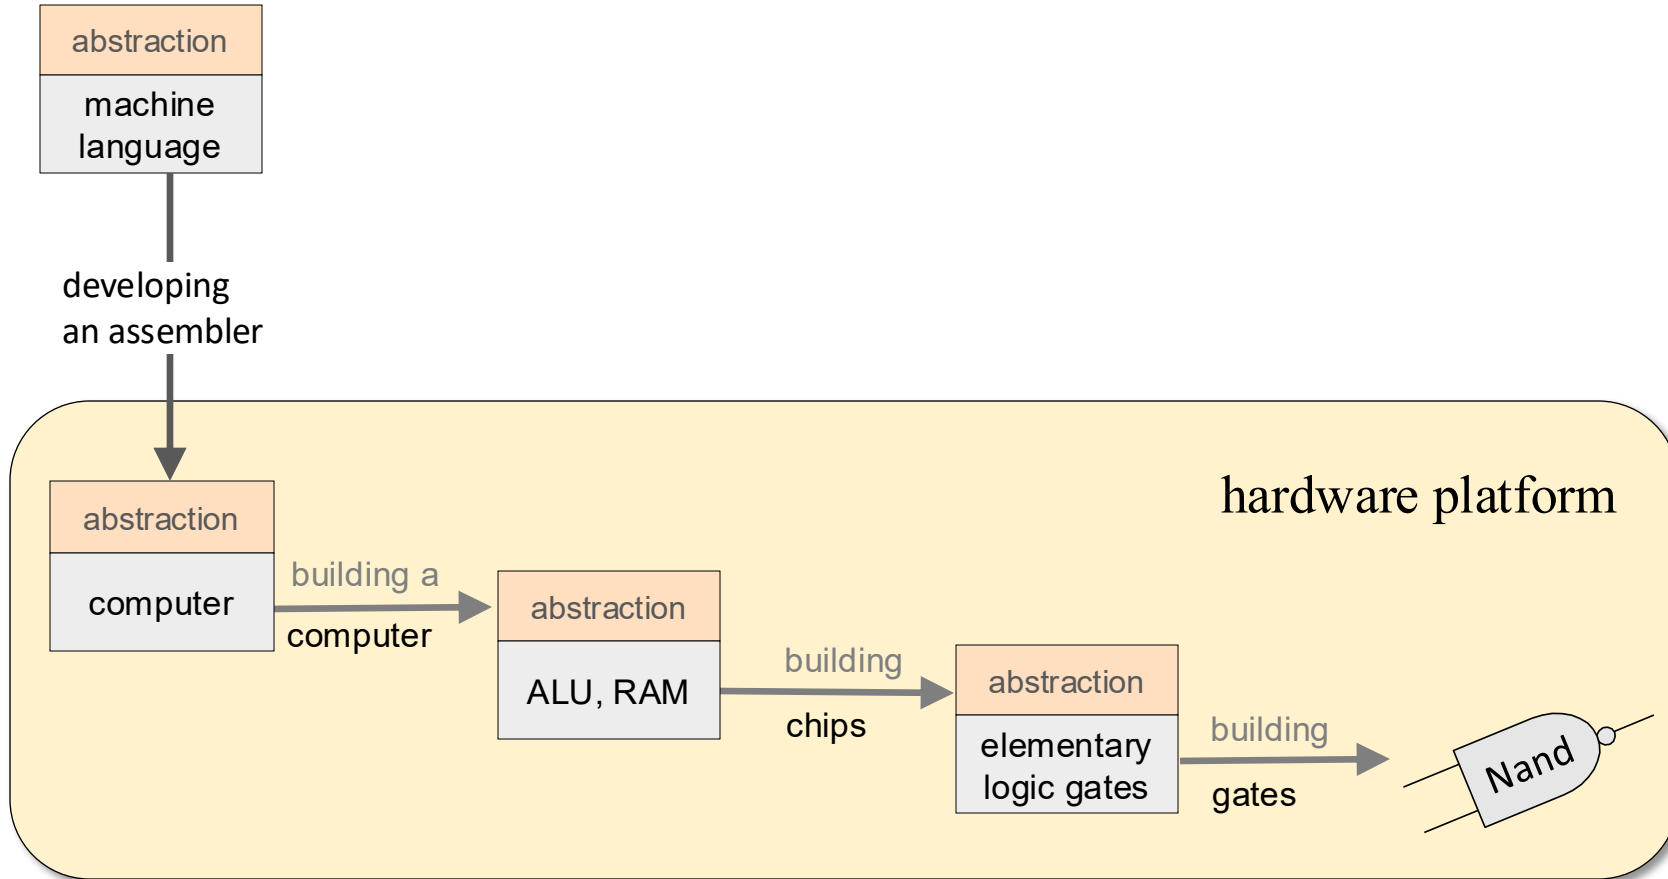 abstraction
machine
language
developing
an assembler
hardware platform
abstraction
computer
building a
computer
abstraction
ALU, RAM
building
chips
abstraction
elementary
logic gates
building
gates
Nand